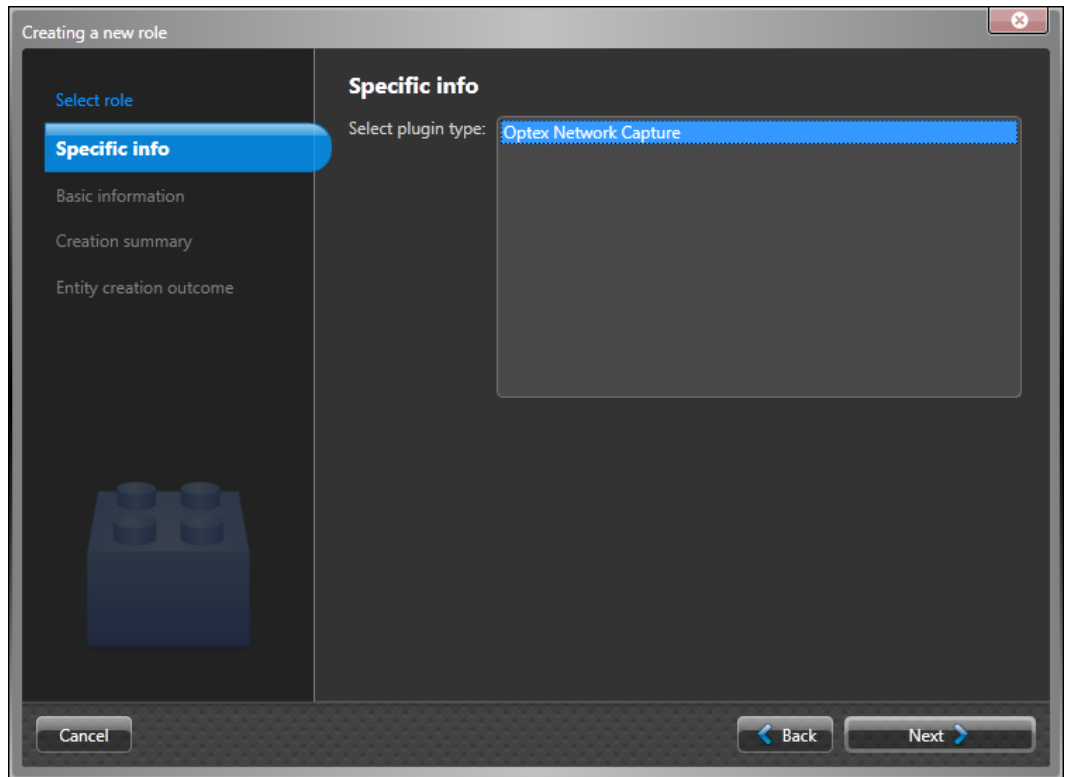 Creating a new role
Select role
Specific info
Basic information
Creation summary
Entity creation outcome
Specific info
Select plugin type:
Optex Network Capture
Cancel
Back
Next